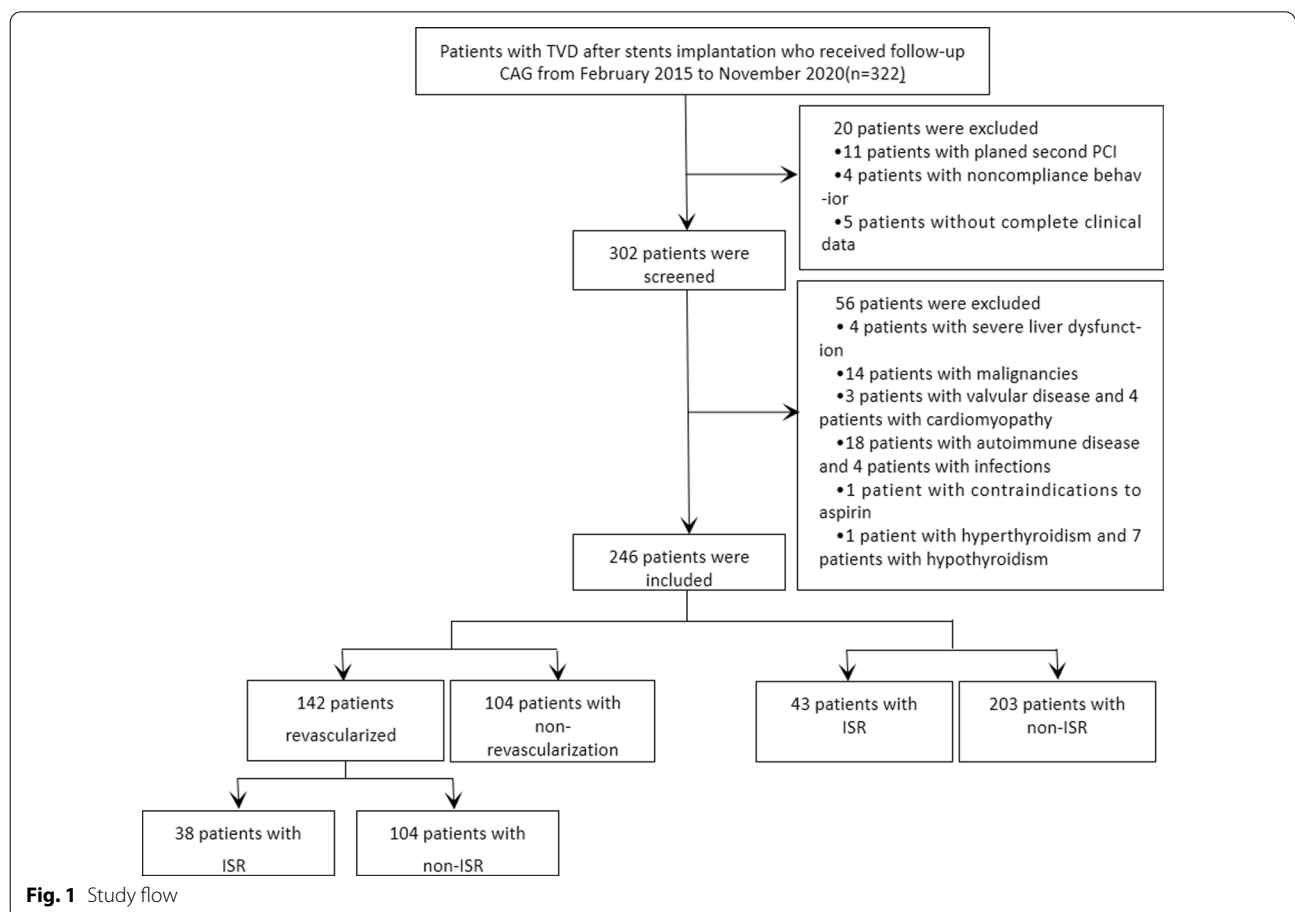 Patients with TVD after stents implantation who received follow-up
CAG from February 2015 to November 2020(n=322)
20 patients were excluded
•11 patients with planed second PCI
•4 patients with noncompliance behav
-ior
•5 patients without complete clinical
data
302 patients were
screened
56 patients were excluded
• 4 patients with severe liver dysfunct-
ion
•14 patients with malignancies
•3 patients with valvular disease and 4
patients with cardiomyopathy
•18 patients with autoimmune disease
and 4 patients with infections
•1 patient with contraindications to
aspirin
•1 patient with hyperthyroidism and 7
patients with hypothyroidism
246 patients were
included
142 patients
revascularized
104 patients with
non-
revascularization
43 patients with
ISR
203 patients with
non-ISR
38 patients with
ISR
104 patients with
non-ISR
Fig. 1 Study flow